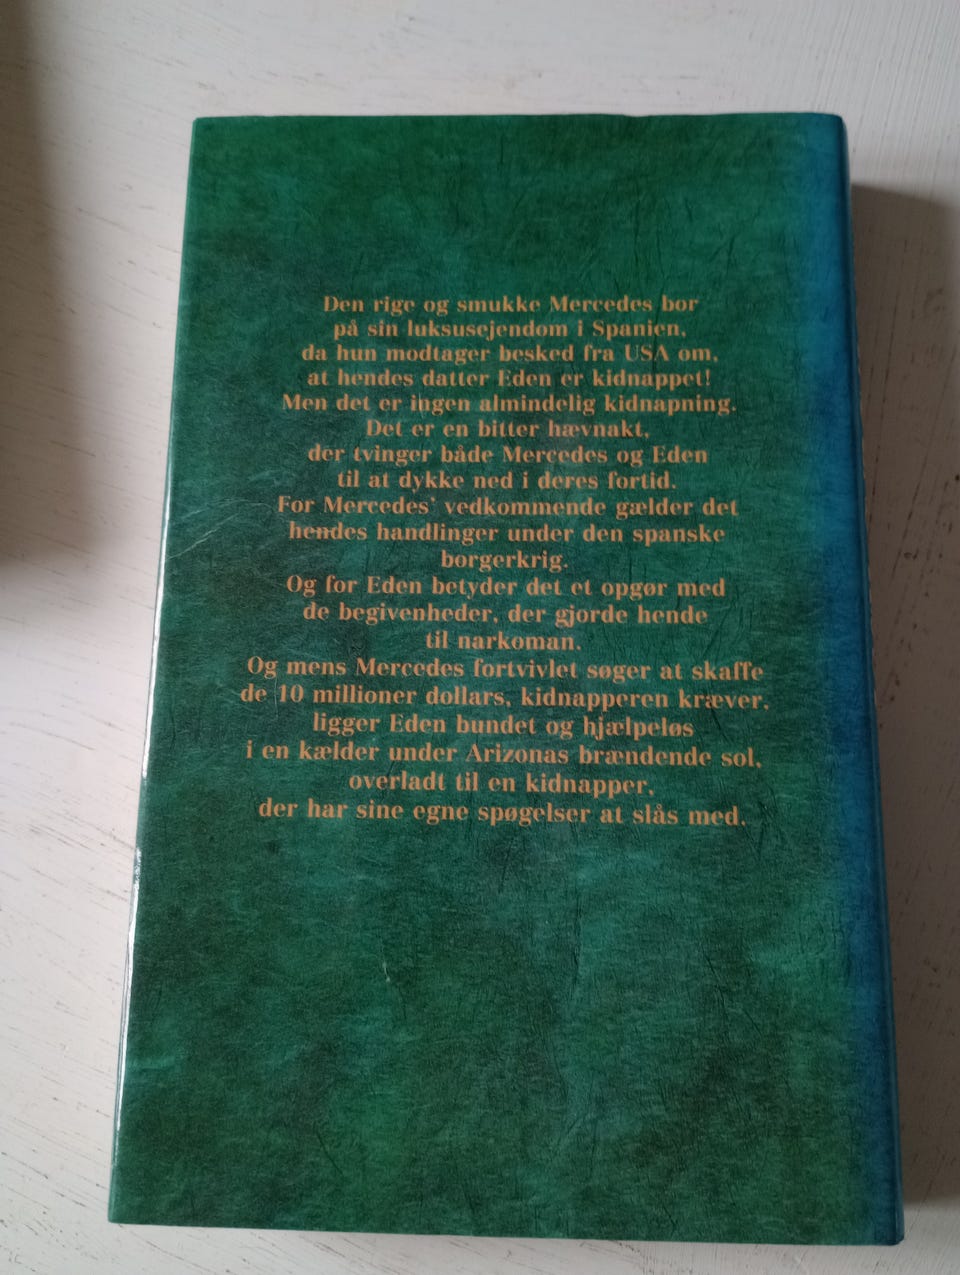 Den rige og smukke Mercedes bor
på sin luksusejendom i Spanien,
da hun modtager besked fra USA om,
at hendes datter Eden er kidnappet!
Men det er ingen almindelig kidnapning.
Det er en bitter hævnakt,
der tvinger både Mercedes og Eden
til at dykke ned i deres fortid.
For Mercedes' vedkommende gælder det
hendes handlinger under den spanske
borgerkrig.
Og for Eden betyder det et opgør med
de begivenheder, der gjorde hende
til narkoman.
Og mens Mercedes fortvivlet søger at skaffe
de 10 millioner dollars, kidnapperen kræver,
ligger Eden bundet og hjælpeløs
i en kælder under Arizonas brændende sol,
overladt til en kidnapper,
der har sine egne spøgelser at slås med.